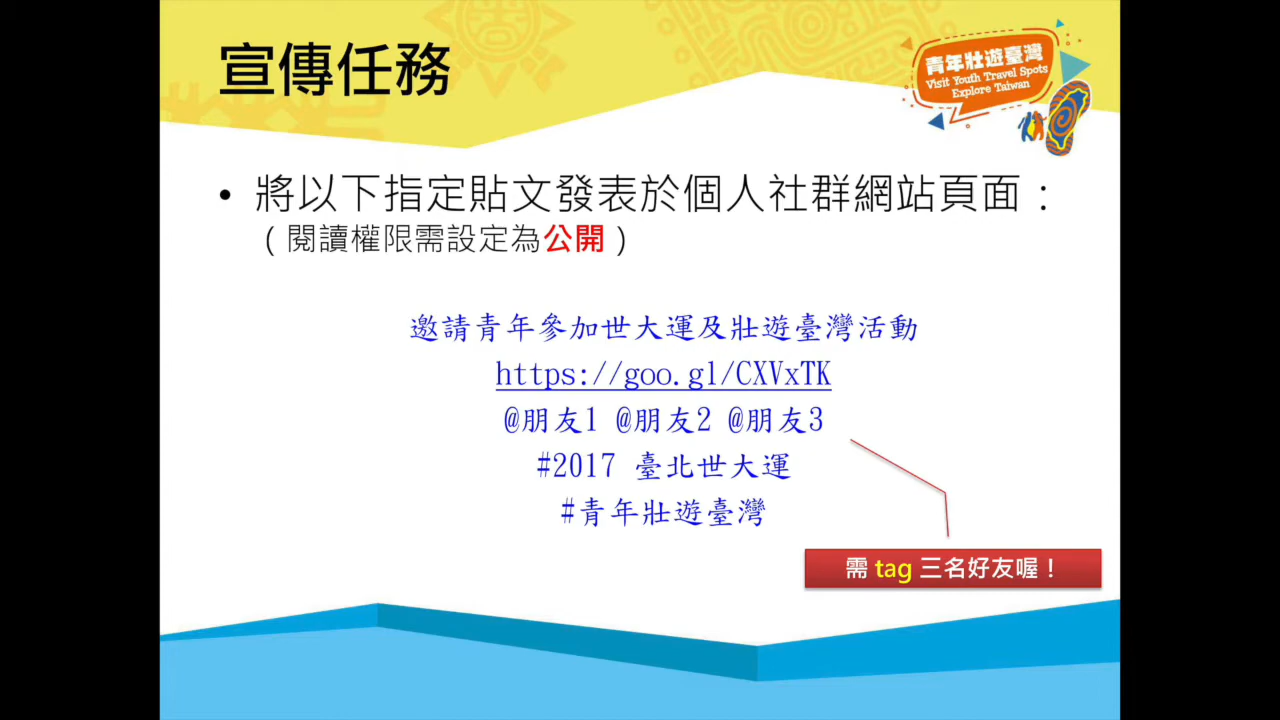 宣傳任務
青年壯遊臺灣
Visit Youth Travel Spots
Explore Taiwan
• 將以下指定貼文發表於個人社群網站頁面：
（閱讀權限需設定為公開）
邀請青年參加世大運及壯遊臺灣活動
https://goo.gl/CXVxTK
@朋友1 @朋友2 @朋友3
#2017 臺北世大運
#青年壯遊臺灣
需 tag 三名好友喔！